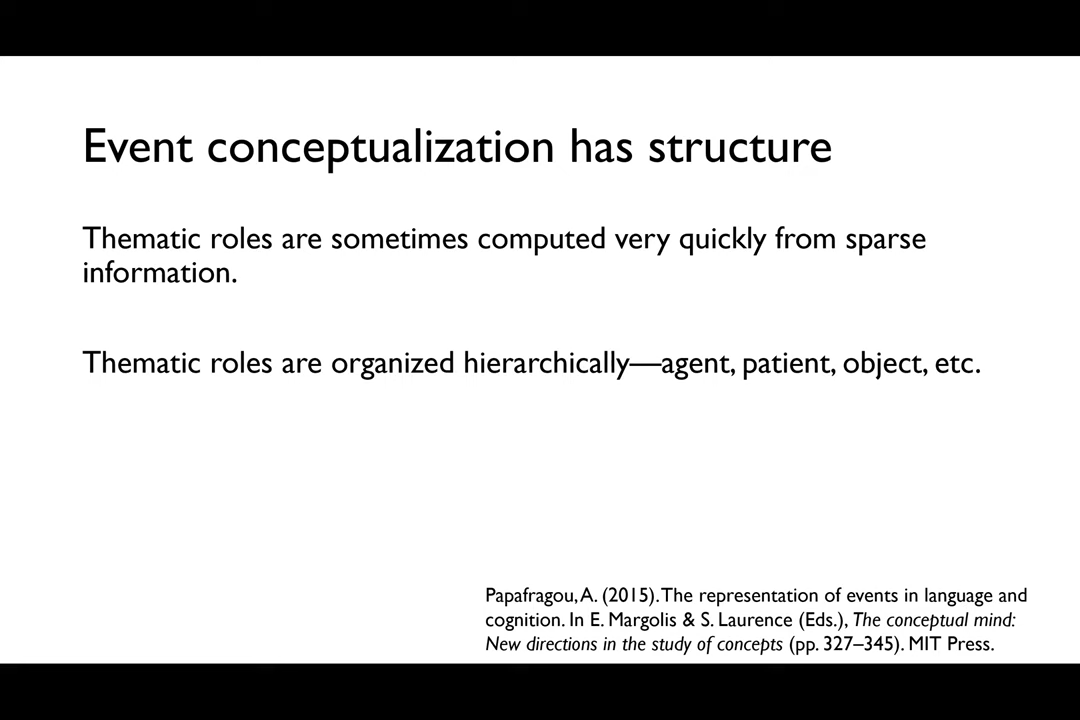 Event conceptualization has structure
Thematic roles are sometimes computed very quickly from sparse
information.
Thematic roles are organized hierarchically—agent, patient, object, etc.
Papafragou, A. (2015). The representation of events in language and
cognition. In E. Margolis & S. Laurence (Eds.), The conceptual mind:
New directions in the study of concepts (pp. 327–345). MIT Press.